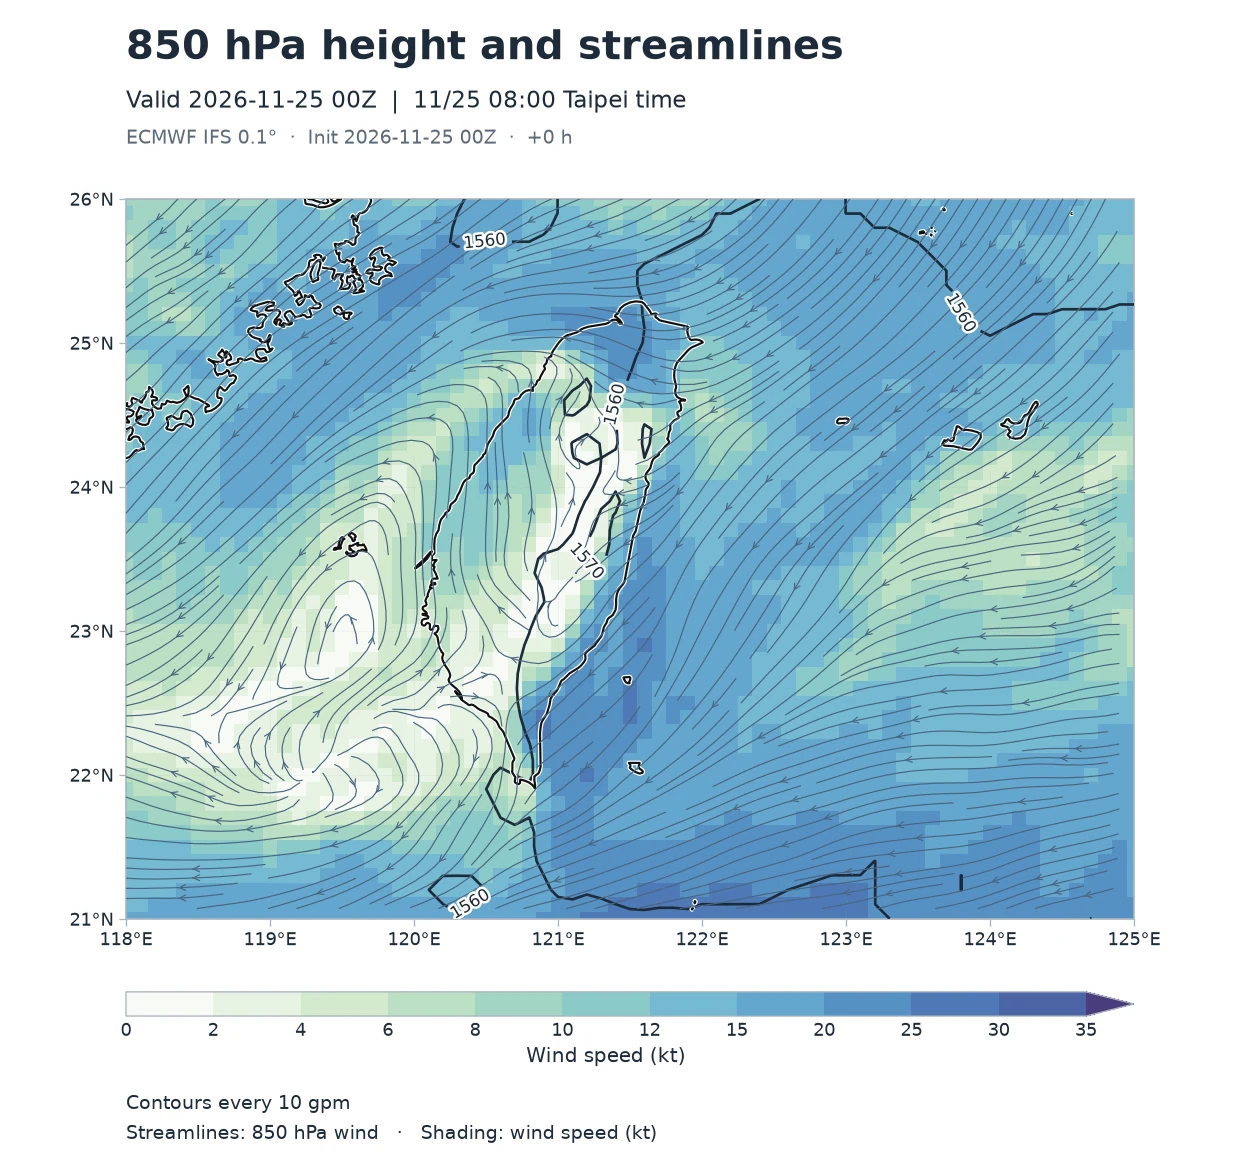 850 hPa height and streamlines
Valid 2026-11-25 00Z | 11/25 08:00 Taipei time
ECMWF IFS 0.1° · Init 2026-11-25 00Z · +0 h
26°N
25°N
24°N
23°N
22°N
21°N
1560
1560
1560
1570
1560
118°E 119°E 120°E 121°E 122°E 123°E 124°E 125°E
0 2 4 6 8 10 12 15 20 25 30 35
Wind speed (kt)
Contours every 10 gpm
Streamlines: 850 hPa wind · Shading: wind speed (kt)